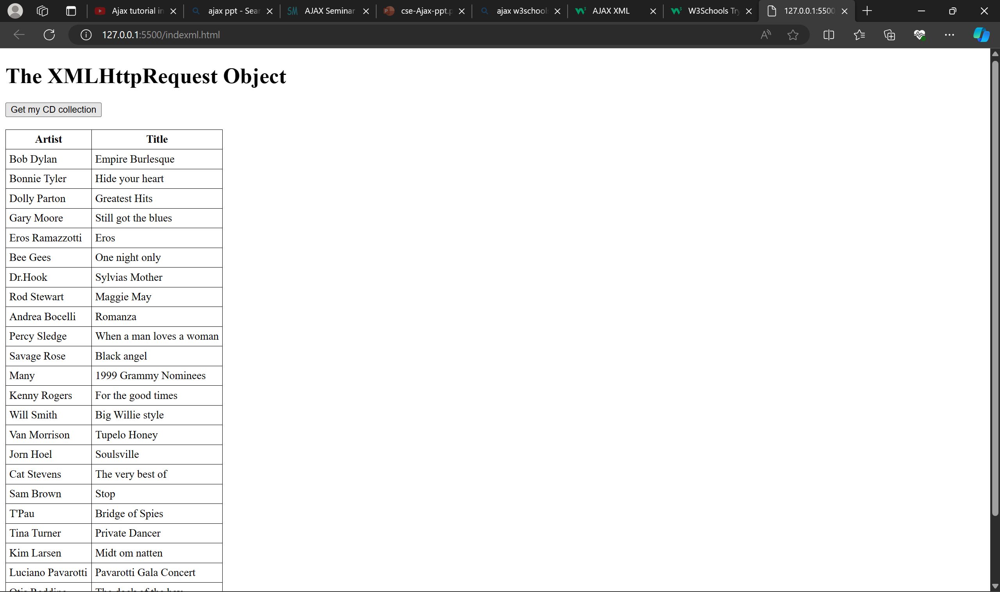 Ajax tutorial in
ajax ppt - Sear
SM AJAX Seminar
cse-Ajax-ppt.p
ajax w3school
AJAX XML
W3Schools Try
127.0.0.1:5500
127.0.0.1:5500/indexml.html
The XMLHttpRequest Object
Get my CD collection
Artist Title
Bob Dylan Empire Burlesque
Bonnie Tyler Hide your heart
Dolly Parton Greatest Hits
Gary Moore Still got the blues
Eros Ramazzotti Eros
Bee Gees One night only
Dr.Hook Sylvias Mother
Rod Stewart Maggie May
Andrea Bocelli Romanza
Percy Sledge When a man loves a woman
Savage Rose Black angel
Many 1999 Grammy Nominees
Kenny Rogers For the good times
Will Smith Big Willie style
Van Morrison Tupelo Honey
Jorn Hoel Soulsville
Cat Stevens The very best of
Sam Brown Stop
T'Pau Bridge of Spies
Tina Turner Private Dancer
Kim Larsen Midt om natten
Luciano Pavarotti Pavarotti Gala Concert